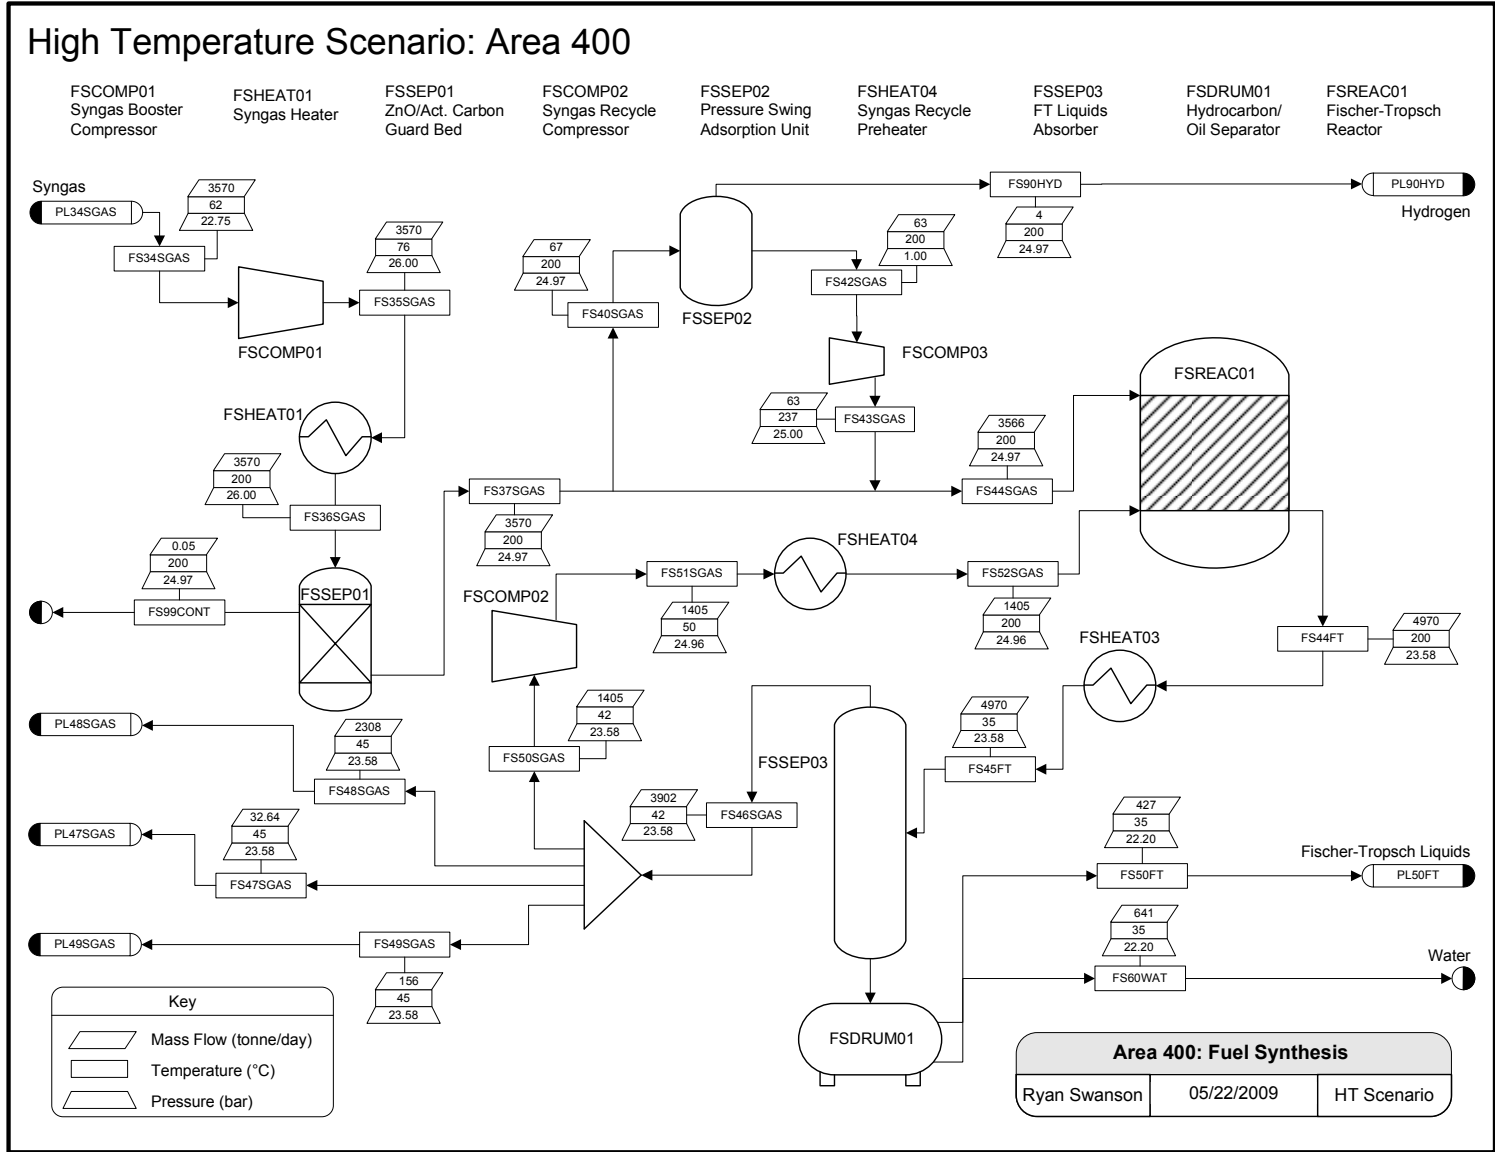 High Temperature Scenario: Area 400
FSCOMP01
Syngas Booster
Compressor
FSHEAT01
Syngas Heater
FSSEP01
ZnO/Act. Carbon
Guard Bed
FSCOMP02
Syngas Recycle
Compressor
FSSEP02
Pressure Swing
Adsorption Unit
FSHEAT04
Syngas Recycle
Preheater
FSSEP03
FT Liquids
Absorber
FSDRUM01
Hydrocarbon/
Oil Separator
FSREAC01
Fischer-Tropsch
Reactor
Syngas
PL34SGAS
3570
62
22.75
FS34SGAS
FSCOMP01
3570
76
26.00
FS35SGAS
67
200
24.97
FS40SGAS
FSSEP02
63
200
1.00
FS42SGAS
FS90HYD
4
200
24.97
PL90HYD
Hydrogen
FSCOMP03
63
237
25.00
FS43SGAS
3566
200
24.97
FS44SGAS
FSREAC01
FSHEAT01
3570
200
26.00
FS36SGAS
FS37SGAS
3570
200
24.97
0.05
200
24.97
FS99CONT
FSSEP01
FSCOMP02
FS51SGAS
1405
50
24.96
FSHEAT04
FS52SGAS
1405
200
24.96
FSHEAT03
FS44FT
4970
200
23.58
PL48SGAS
2308
45
23.58
FS48SGAS
1405
42
23.58
FS50SGAS
FSSEP03
4970
35
23.58
FS45FT
3902
42
23.58
FS46SGAS
PL47SGAS
32.64
45
23.58
FS47SGAS
427
35
22.20
FS50FT
Fischer-Tropsch Liquids
PL50FT
PL49SGAS
FS49SGAS
156
45
23.58
641
35
22.20
FS60WAT
Water
FSDRUM01
Key
Mass Flow (tonne/day)
Temperature (°C)
Pressure (bar)
Area 400: Fuel Synthesis
Ryan Swanson
05/22/2009
HT Scenario